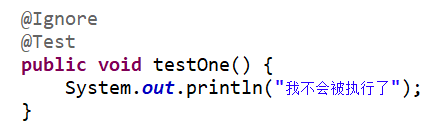 @Ignore
@Test
public void testOne() {
    System.out.println("我不会被执行了");
}